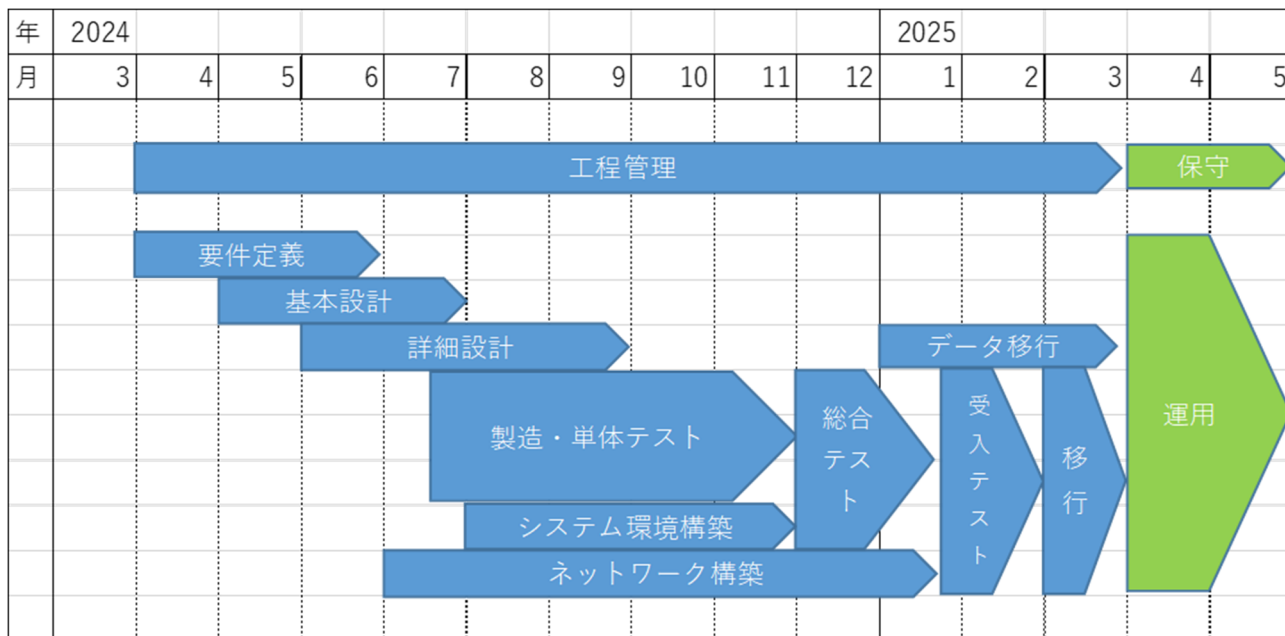 年 2024 2025
月 3 4 5 6 7 8 9 10 11 12 1 2 3 4 5
工程管理 保守
要件定義
基本設計
詳細設計
データ移行
製造・単体テスト
総合
テス
ト
受入テスト
移行
運用
システム環境構築
ネットワーク構築